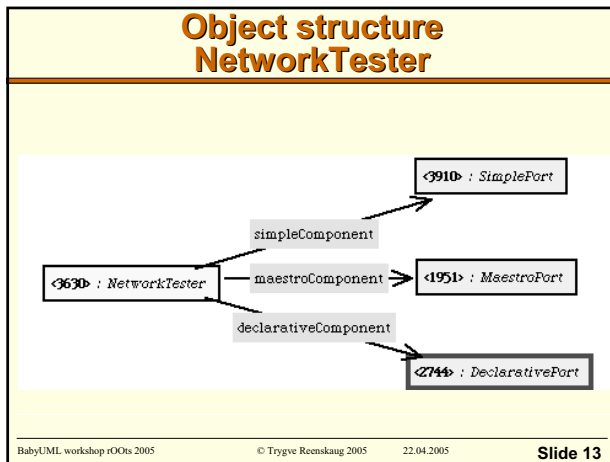 Object structure
NetworkTester
<3910> : SimplePort
simpleComponent
<3630> : NetworkTester
maestroComponent
<1951> : MaestroPort
declarativeComponent
<2744> : DeclarativePort
BabyUML workshop rOOts 2005 © Trygve Reenskaug 2005 22.04.2005 Slide 13